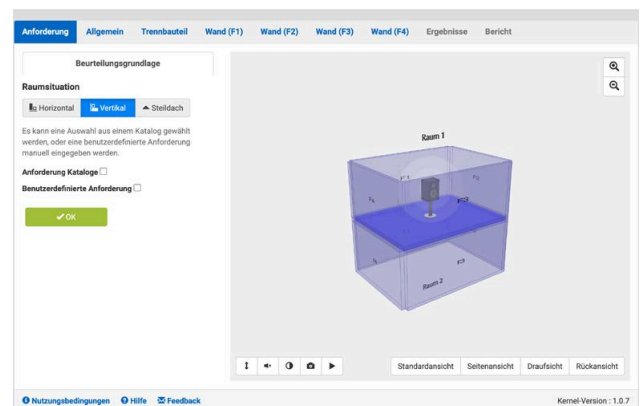 Anforderung Allgemein Trennbauteil Wand (F1) Wand (F2) Wand (F3) Wand (F4) Ergebnisse Bericht
Beurteilungsgrundlage
Raumsituation
Horizontal Vertikal Steildach
Es kann eine Auswahl aus einem Katalog gewählt
werden, oder eine benutzerdefinierte Anforderung
manuell eingegeben werden.
Anforderung Kataloge
Benutzerdefinierte Anforderung
OK
Raum 1
Raum 2
Standardansicht Seitenansicht Draufsicht Rückansicht
Nutzungsbedingungen Hilfe Feedback
Kernel-Version : 1.0.7